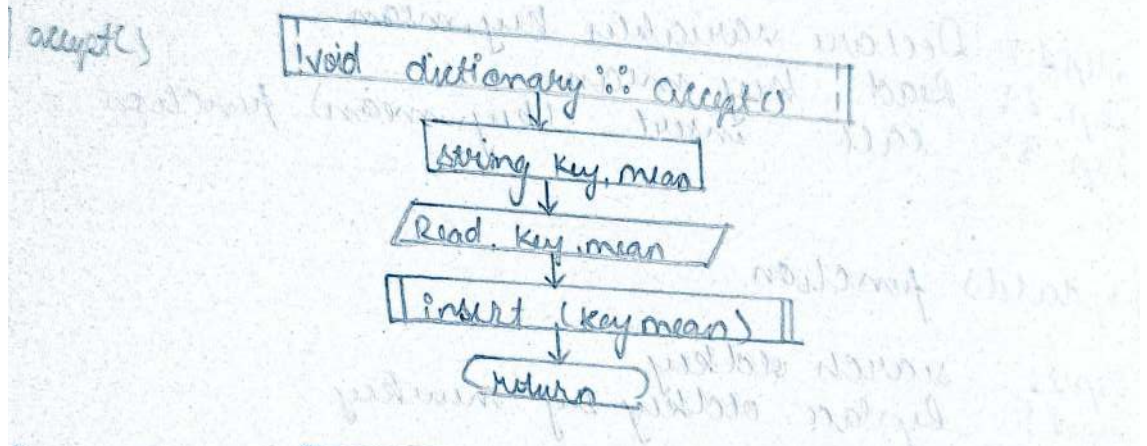 accept()
void dictionary :: accept()
string key, mean
Read key, mean
insert (key mean)
return